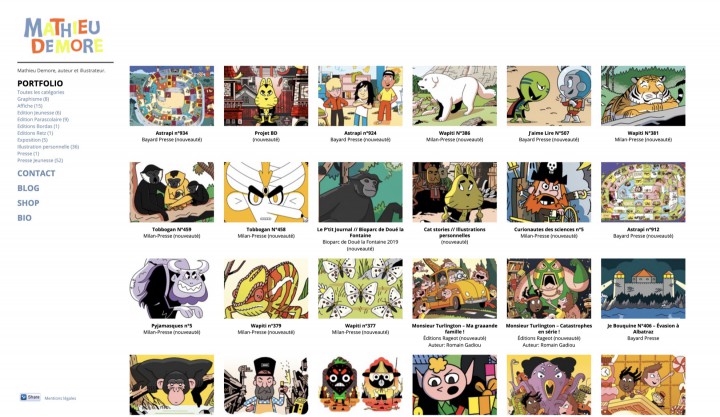 MATHIEU
DEMORE
Mathieu Demore, auteur et illustrateur.
PORTFOLIO
Toutes les catégories
Graphisme (8)
Affiche (15)
Edition Jeunesse (6)
Edition Parascolaire (9)
Editions Bordas (1)
Editions Retz (1)
Exposition (5)
Illustration personnelle (38)
Presse (1)
Presse Jeunesse (52)
CONTACT
BLOG
SHOP
BIO
Share
Mentions légales
Astrapi n°934
Bayard Presse (nouveauté)
Projet BD
(nouveauté)
Astrapi n°924
Bayard Presse (nouveauté)
Wapiti N°386
Milan-Presse (nouveauté)
J'aime Lire N°507
Bayard Presse (nouveauté)
Wapiti N°381
Milan-Presse (nouveauté)
Tobbogan N°459
Milan-Presse (nouveauté)
Tobbogan N°458
Milan-Presse (nouveauté)
Le P'tit Journal // Bioparc de Doué la
Fontaine
Bioparc de Doué la Fontaine 2019
(nouveauté)
Cat stories // Illustrations
personnelles
(nouveauté)
Curionautes des sciences n°5
Milan-Presse (nouveauté)
Astrapi n°912
Bayard Presse (nouveauté)
Pyjamasques n°5
Milan-Presse (nouveauté)
Wapiti n°379
Milan-Presse (nouveauté)
Wapiti n°377
Milan-Presse (nouveauté)
Monsieur Turlington – Ma graaande
famille !
Éditions Rageot (nouveauté)
Auteur: Romain Gadiou
Monsieur Turlington – Catastrophes
en série !
Éditions Rageot (nouveauté)
Auteur: Romain Gadiou
Je Bouquine N°406 – Évasion à
Albatraz
Bayard Presse